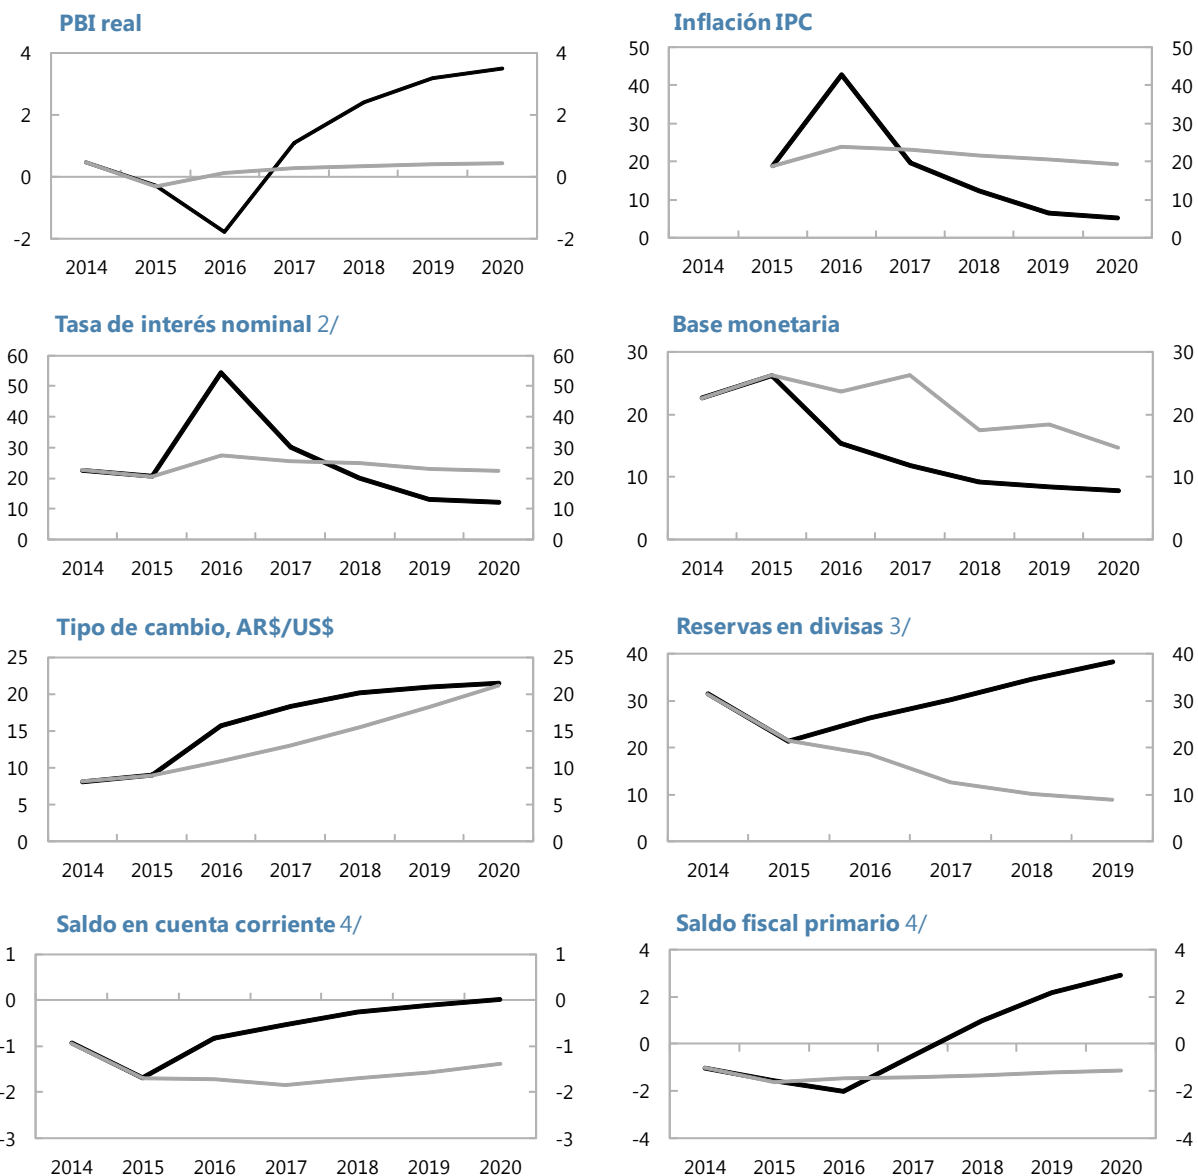 PBI real
4 4
2 2
0 0
-2 -2
2014 2015 2016 2017 2018 2019 2020
Inflación IPC
50 50
40 40
30 30
20 20
10 10
0 0
2014 2015 2016 2017 2018 2019 2020
Tasa de interés nominal 2/
60 60
50 50
40 40
30 30
20 20
10 10
0 0
2014 2015 2016 2017 2018 2019 2020
Base monetaria
30 30
20 20
10 10
0 0
2014 2015 2016 2017 2018 2019 2020
Tipo de cambio, AR$/US$
25 25
20 20
15 15
10 10
5 5
0 0
2014 2015 2016 2017 2018 2019 2020
Reservas en divisas 3/
40 40
30 30
20 20
10 10
0 0
2014 2015 2016 2017 2018 2019
Saldo en cuenta corriente 4/
1 1
0 0
-1 -1
-2 -2
-3 -3
2014 2015 2016 2017 2018 2019 2020
Saldo fiscal primario 4/
4 4
2 2
0 0
-2 -2
-4 -4
2014 2015 2016 2017 2018 2019 2020